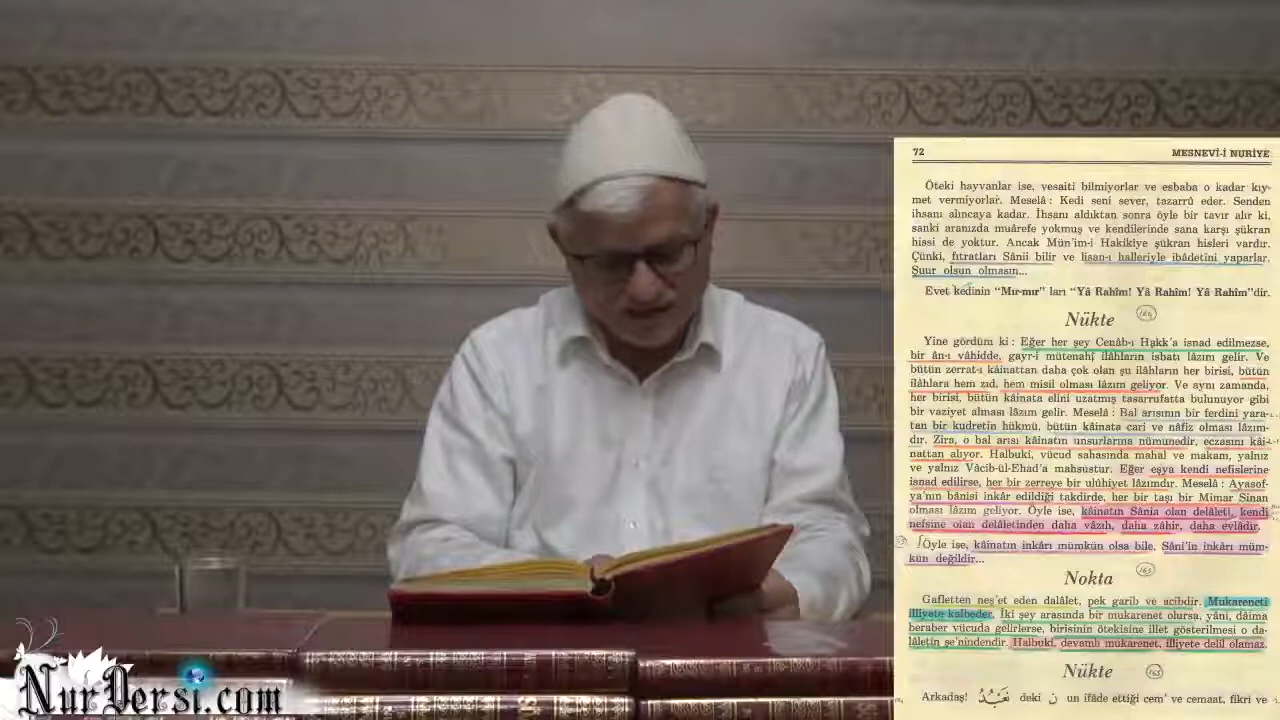 72 MESNEVİ-İ NURİYE
Öteki hayvanlar ise, vesaiti bilmiyorlar ve esbaba o kadar kıy-
met vermiyorlar. Meselâ : Kedi seni sever, tazarrû eder. Senden
ihsanı alıncaya kadar. İhsanı aldıktan sonra öyle bir tavır alır ki,
sanki aranızda muârefe yokmuş ve kendilerinde sana karşı şükran
hissi de yoktur. Ancak Mün'im-i Hakikîye şükran hisleri vardır.
Çünki, fıtratları Sânii bilir ve lisan-ı halleriyle ibâdetini yaparlar.
Şuur olsun olmasın...
Evet kedinin "Mır-mır" ları "Yâ Rahîm! Yâ Rahîm! Yâ Rahîm"dir.
Nükte
Yine gördüm ki : Eğer her şey Cenâb-ı Hakk'a isnad edilmezse,
bir ân-ı vâhidde, gayr-i mütenahî ilâhların isbatı lâzım gelir. Ve
bütün zerrat-ı kâinattan daha çok olan şu ilâhların her birisi, bütün
ilâhlara hem zıd, hem misil olması lâzım geliyor. Ve aynı zamanda,
her birisi, bütün kâinata elini uzatmış tasarrufatta bulunuyor gibi
bir vaziyet alması lâzım gelir. Meselâ : Bal arısının bir ferdini yara-
tan bir kudretin hükmü, bütün kâinata cari ve nâfiz olması lâzım-
dır. Zira, o bal arısı kâinatın unsurlarına nümunedir, eczasını kâi-
nattan alıyor. Halbuki, vücud sahasında mahal ve makam, yalnız
ve yalnız Vâcib-ül-Ehad'a mahsustur. Eğer eşya kendi nefislerine
isnad edilirse, her bir zerreye bir ulûhiyet lâzımdır. Meselâ : Ayasof-
ya'nın bânisi inkâr edildiği takdirde, her bir taşı bir Mimar Sinan
olması lâzım geliyor. Öyle ise, kâinatın Sânia olan delâleti, kendi
nefsine olan delâletinden daha vâzıh, daha zâhir, daha evlâdır.
Öyle ise, kâinatın inkârı mümkün olsa bile, Sâni'in inkârı müm-
kün değildir...
Nokta
Gafletten neş'et eden dalâlet, pek garib ve acîbdir. Mukareneti
illiyete kalbeder. İki şey arasında bir mukarenet olursa, yâni, dâima
beraber vücuda gelirlerse, birisinin ötekisine illet gösterilmesi o da-
lâletin şe'nindendir. Halbuki, devamlı mukarenet, illiyete delil olamaz.
Nükte
Arkadaş! نَعْبُدُ deki ن un ifâde ettiği cem' ve cemaat, fikri ve
NurDersi.com